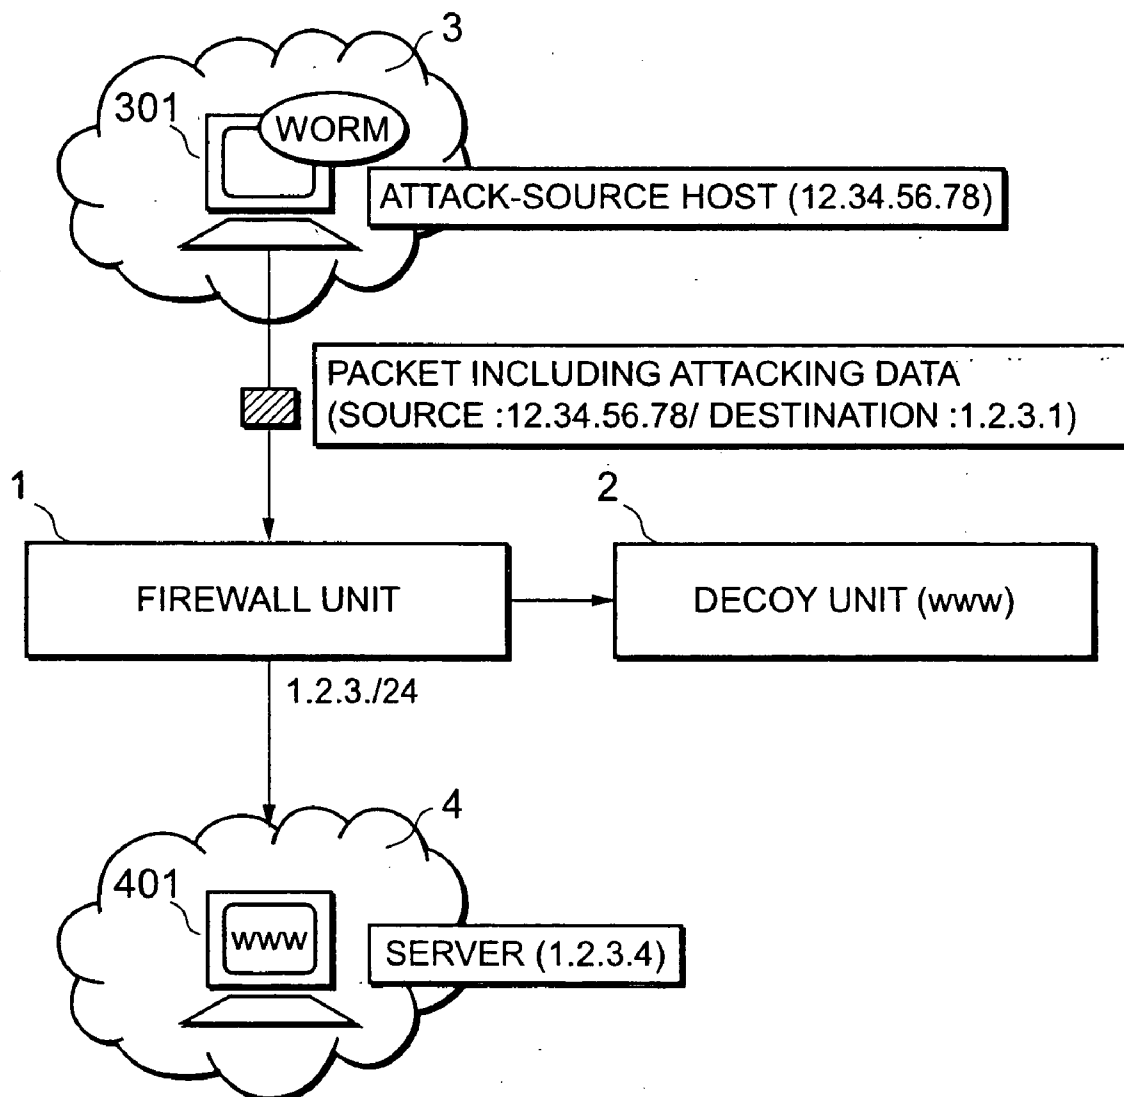 3
301
WORM
ATTACK-SOURCE HOST (12.34.56.78)
PACKET INCLUDING ATTACKING DATA
(SOURCE :12.34.56.78/ DESTINATION :1.2.3.1)
1
2
FIREWALL UNIT
DECOY UNIT (www)
1.2.3./24
4
401
www
SERVER (1.2.3.4)